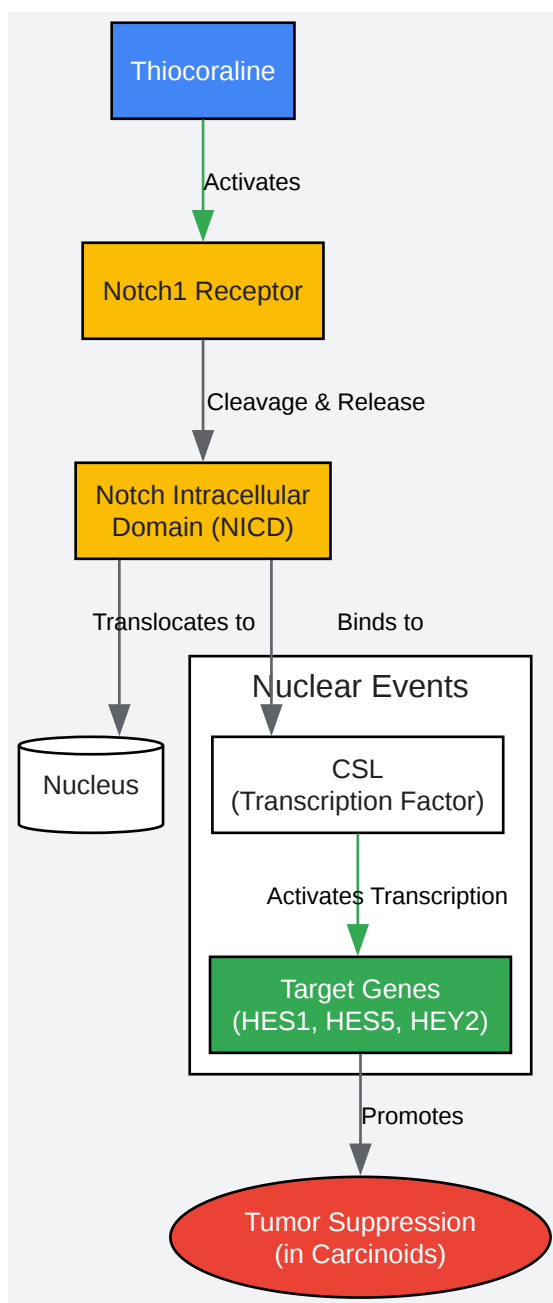 Thiocoraline
Activates
Notch1 Receptor
Cleavage & Release
Notch Intracellular
Domain (NICD)
Translocates to
Binds to
Nuclear Events
Nucleus
CSL
(Transcription Factor)
Activates Transcription
Target Genes
(HES1, HES5, HEY2)
Promotes
Tumor Suppression
(in Carcinoids)